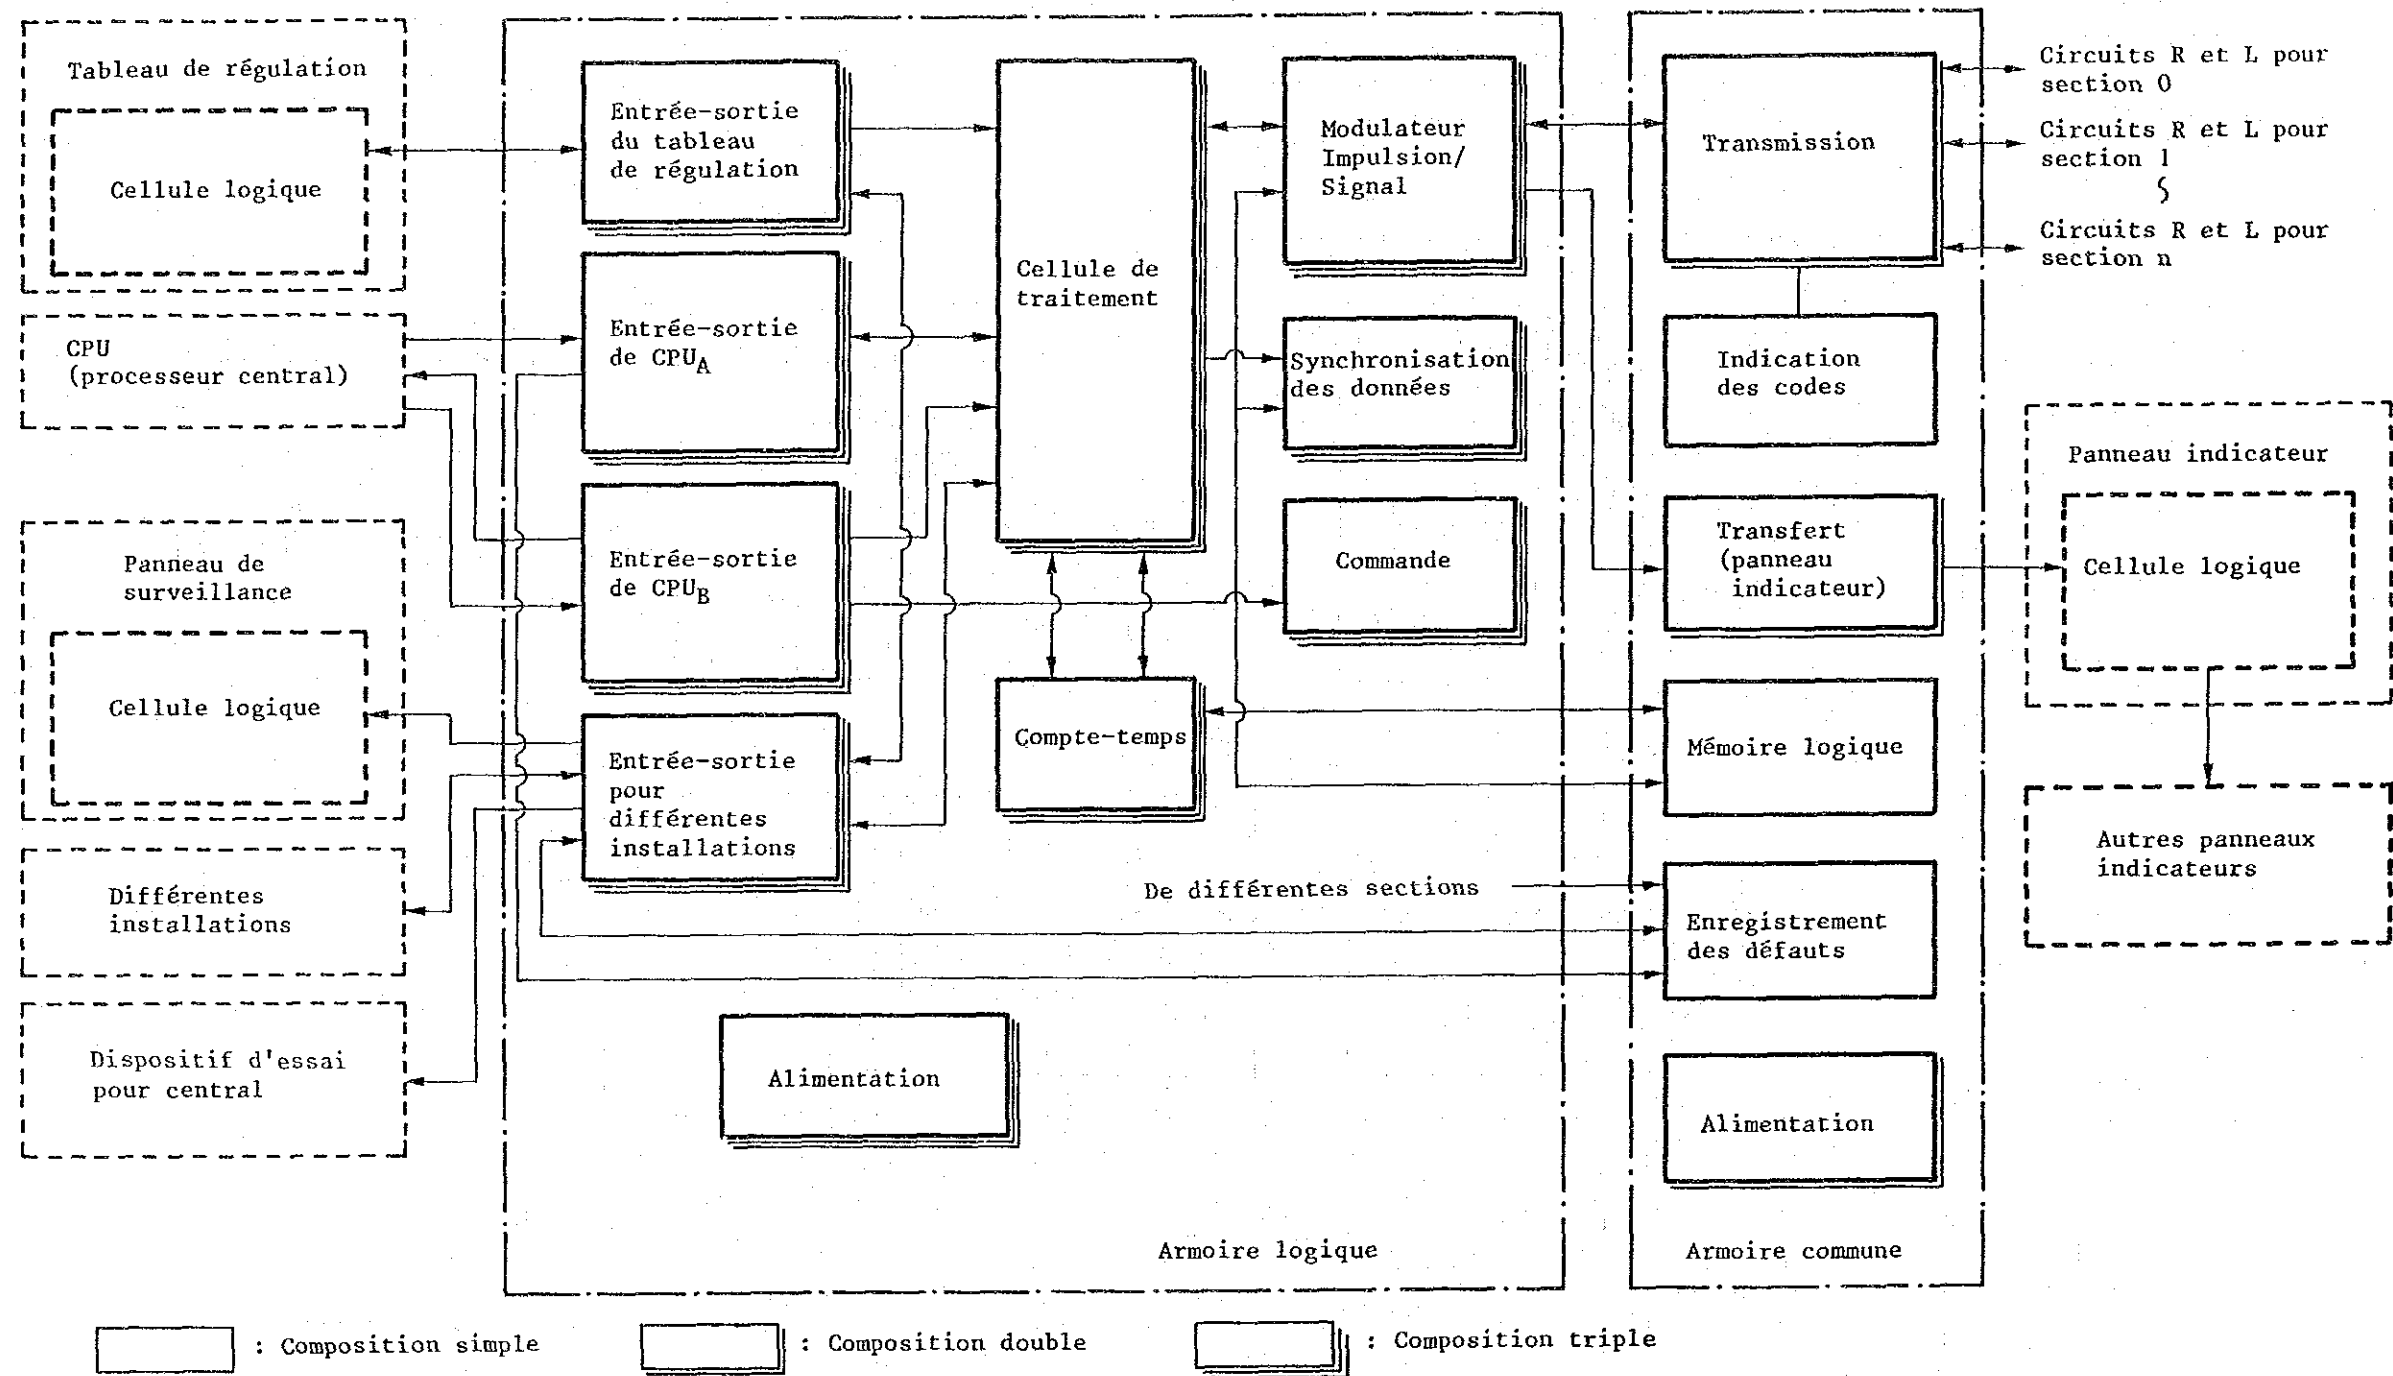 Tableau de régulation
Cellule logique
CPU
(processeur central)
Panneau de
surveillance
Cellule logique
Différentes
installations
Dispositif d'essai
pour central
Entrée-sortie
du tableau
de régulation
Entrée-sortie
de CPUA
Entrée-sortie
de CPUB
Entrée-sortie
pour
différentes
installations
Cellule de
traitement
Compte-temps
Modulateur
Impulsion/
Signal
Synchronisation
des données
Commande
De différentes sections
Alimentation
Armoire logique
Transmission
Indication
des codes
Transfert
(panneau
indicateur)
Mémoire logique
Enregistrement
des défauts
Alimentation
Armoire commune
Circuits R et L pour
section 0
Circuits R et L pour
section 1
Circuits R et L pour
section n
Panneau indicateur
Cellule logique
Autres panneaux
indicateurs
: Composition simple
: Composition double
: Composition triple